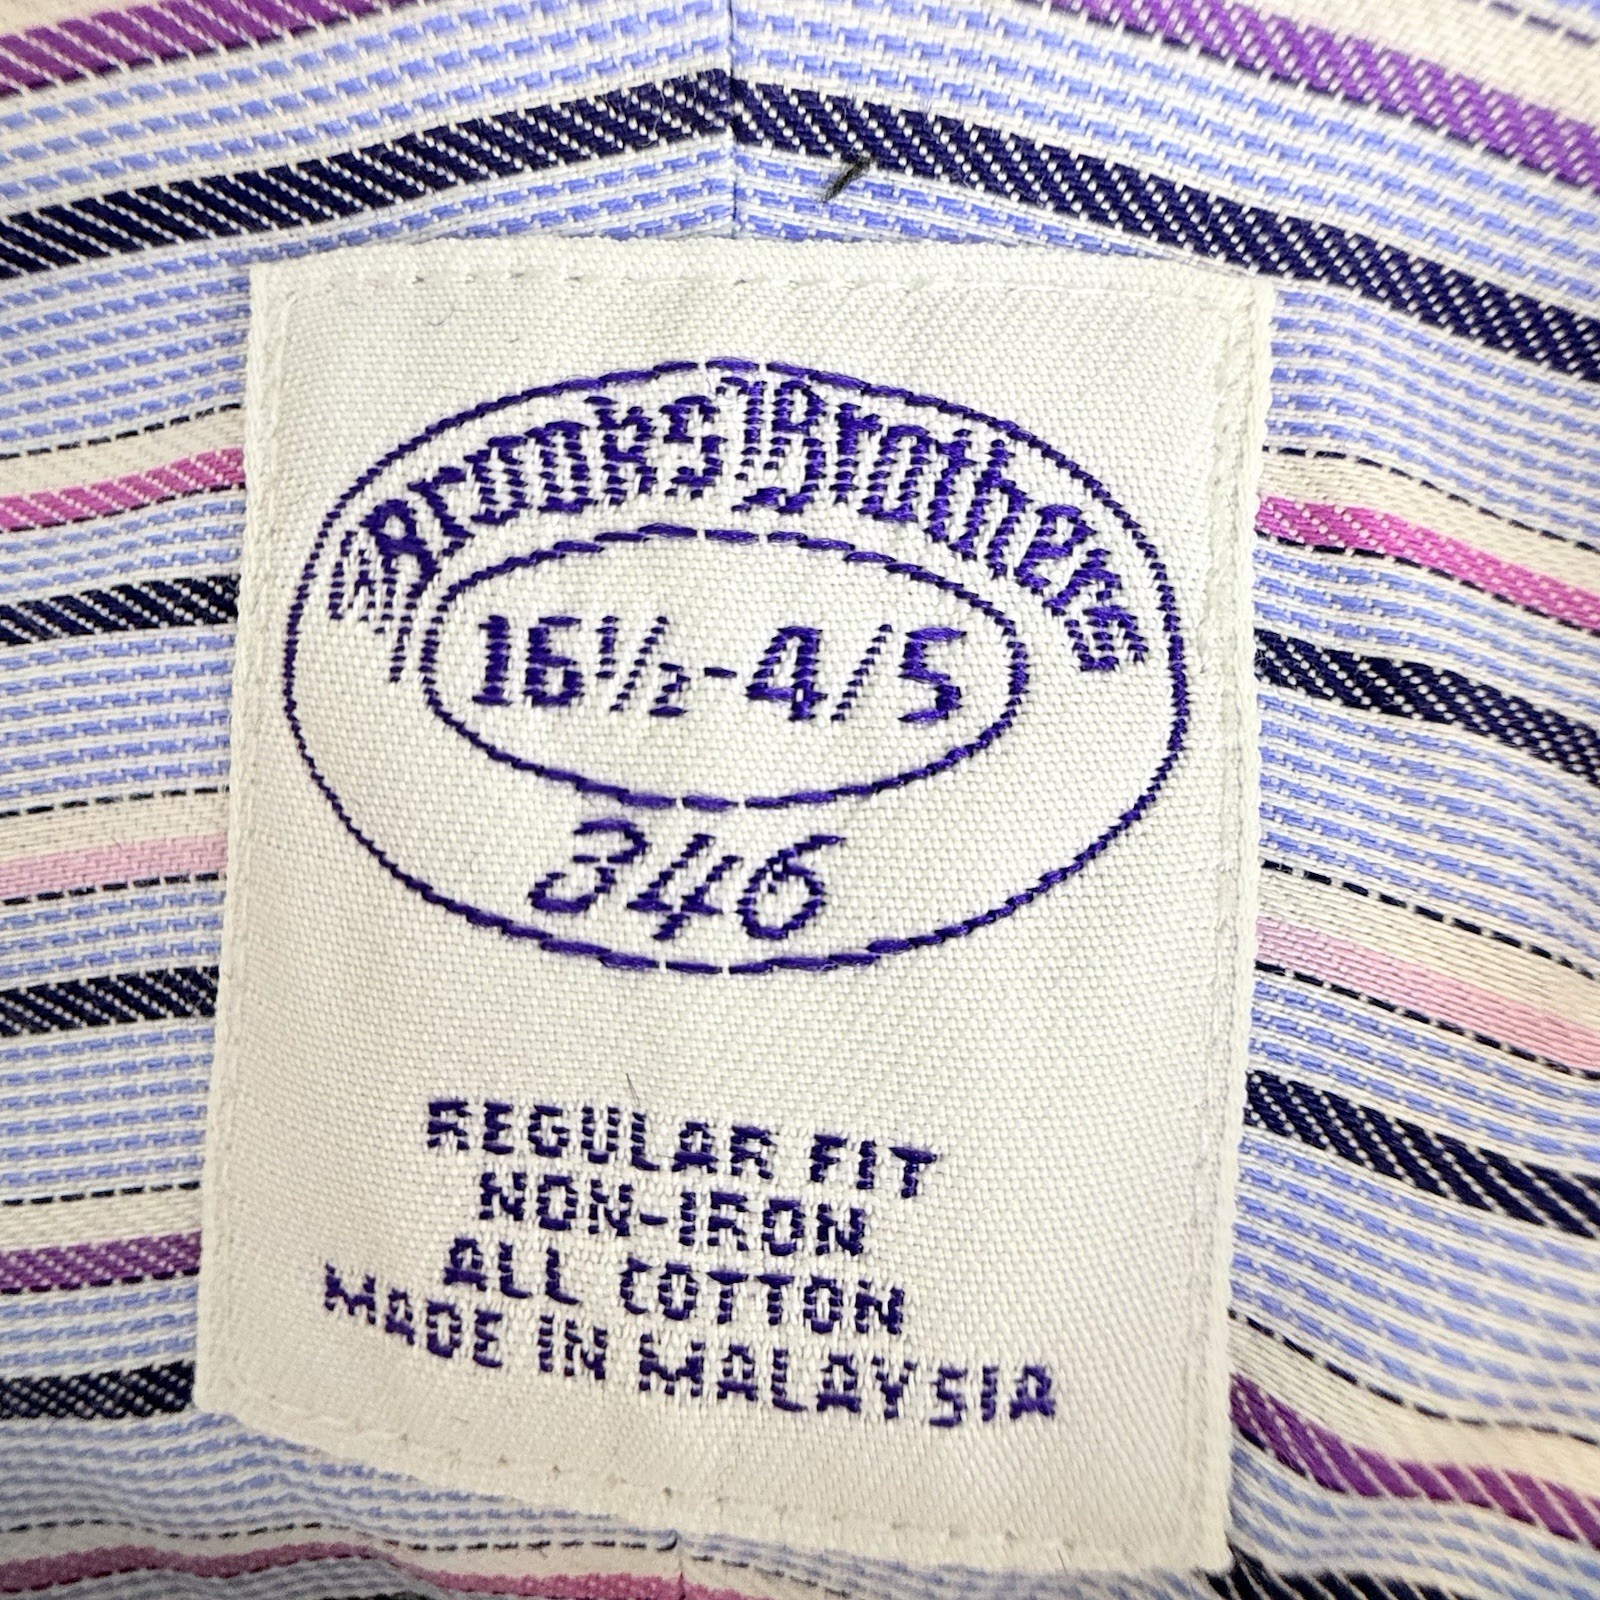 Brooks Brothers
16½-4/5
346
REGULAR FIT
NON-IRON
ALL COTTON
MADE IN MALAYSIA